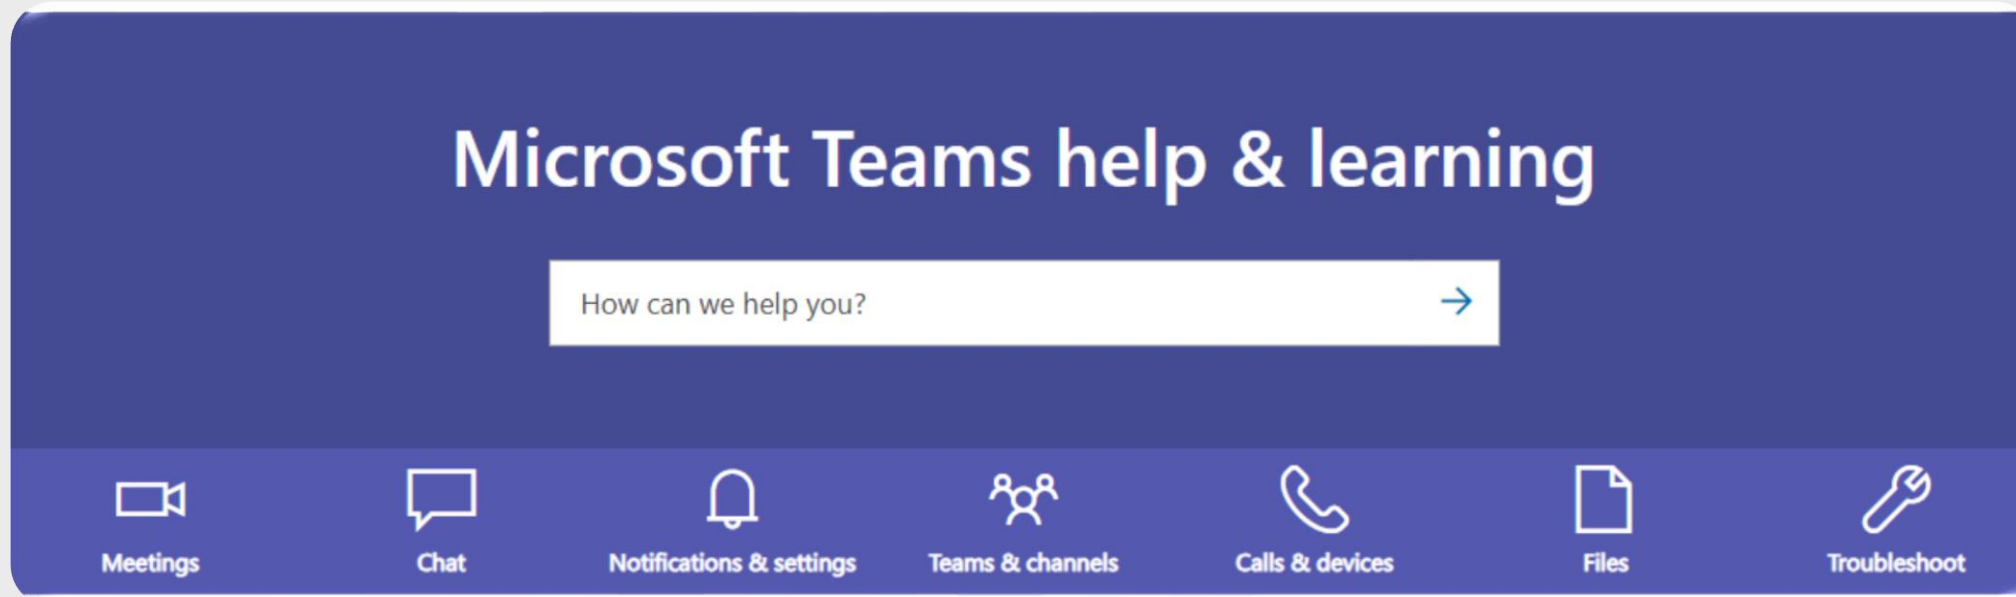 Microsoft Teams help & learning
How can we help you?
Meetings
Chat
Notifications & settings
Teams & channels
Calls & devices
Files
Troubleshoot